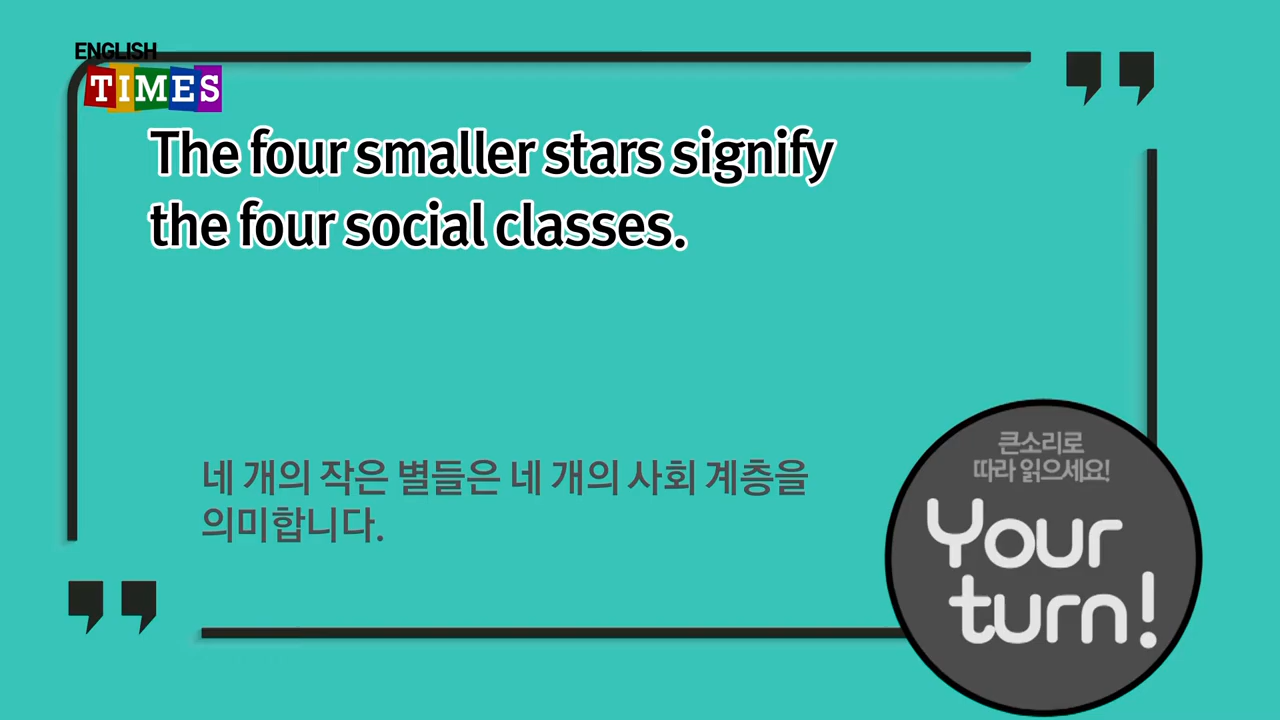 ENGLISH
TIMES
The four smaller stars signify
the four social classes.
네 개의 작은 별들은 네 개의 사회 계층을
의미합니다.
큰소리로
따라 읽으세요!
Your
turn!